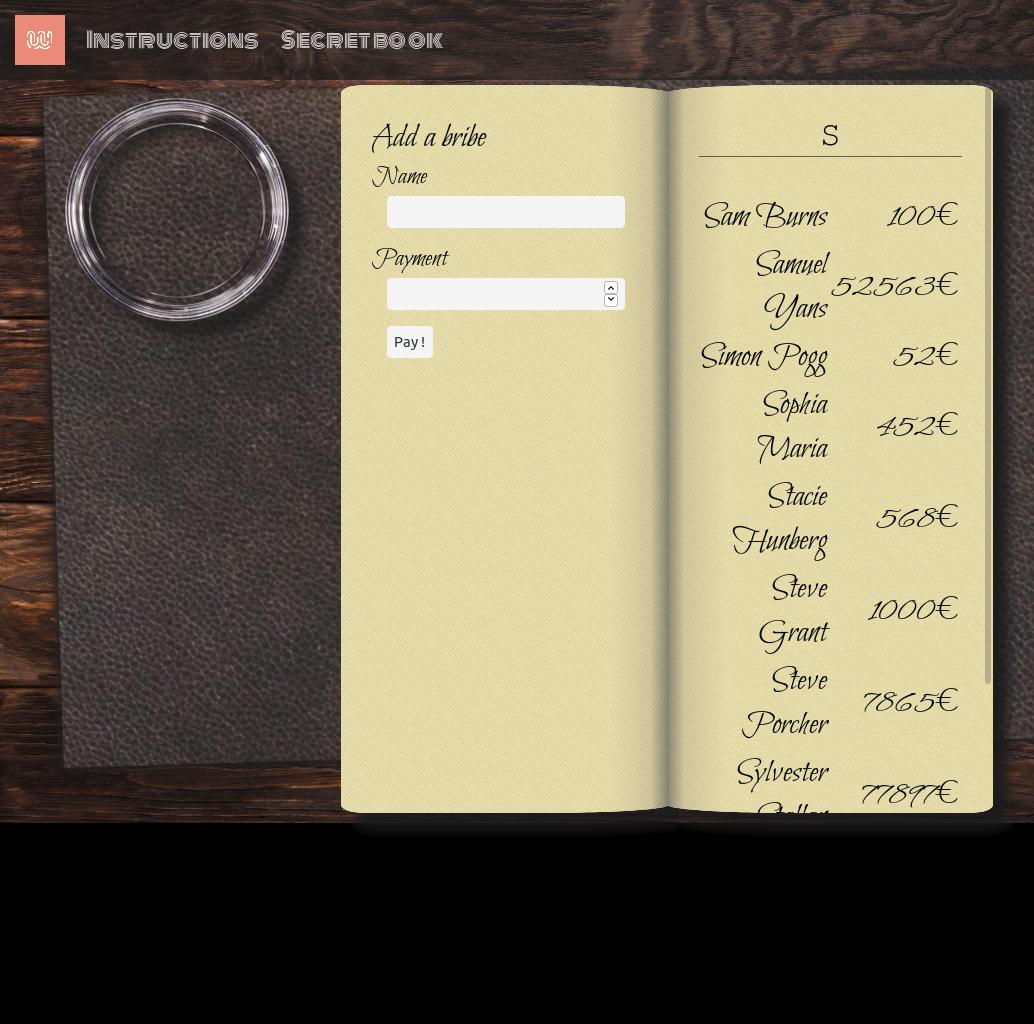 W
Instructions Secretbook
Add a bribe
Name
Payment
Pay!
S
Sam Burns 100€
Samuel
Yans 52563€
Simon Pogg 52€
Sophia
Maria 452€
Stacie
Hunberg 568€
Steve
Grant 1000€
Steve
Porcher 7865€
Sylvester 77897€